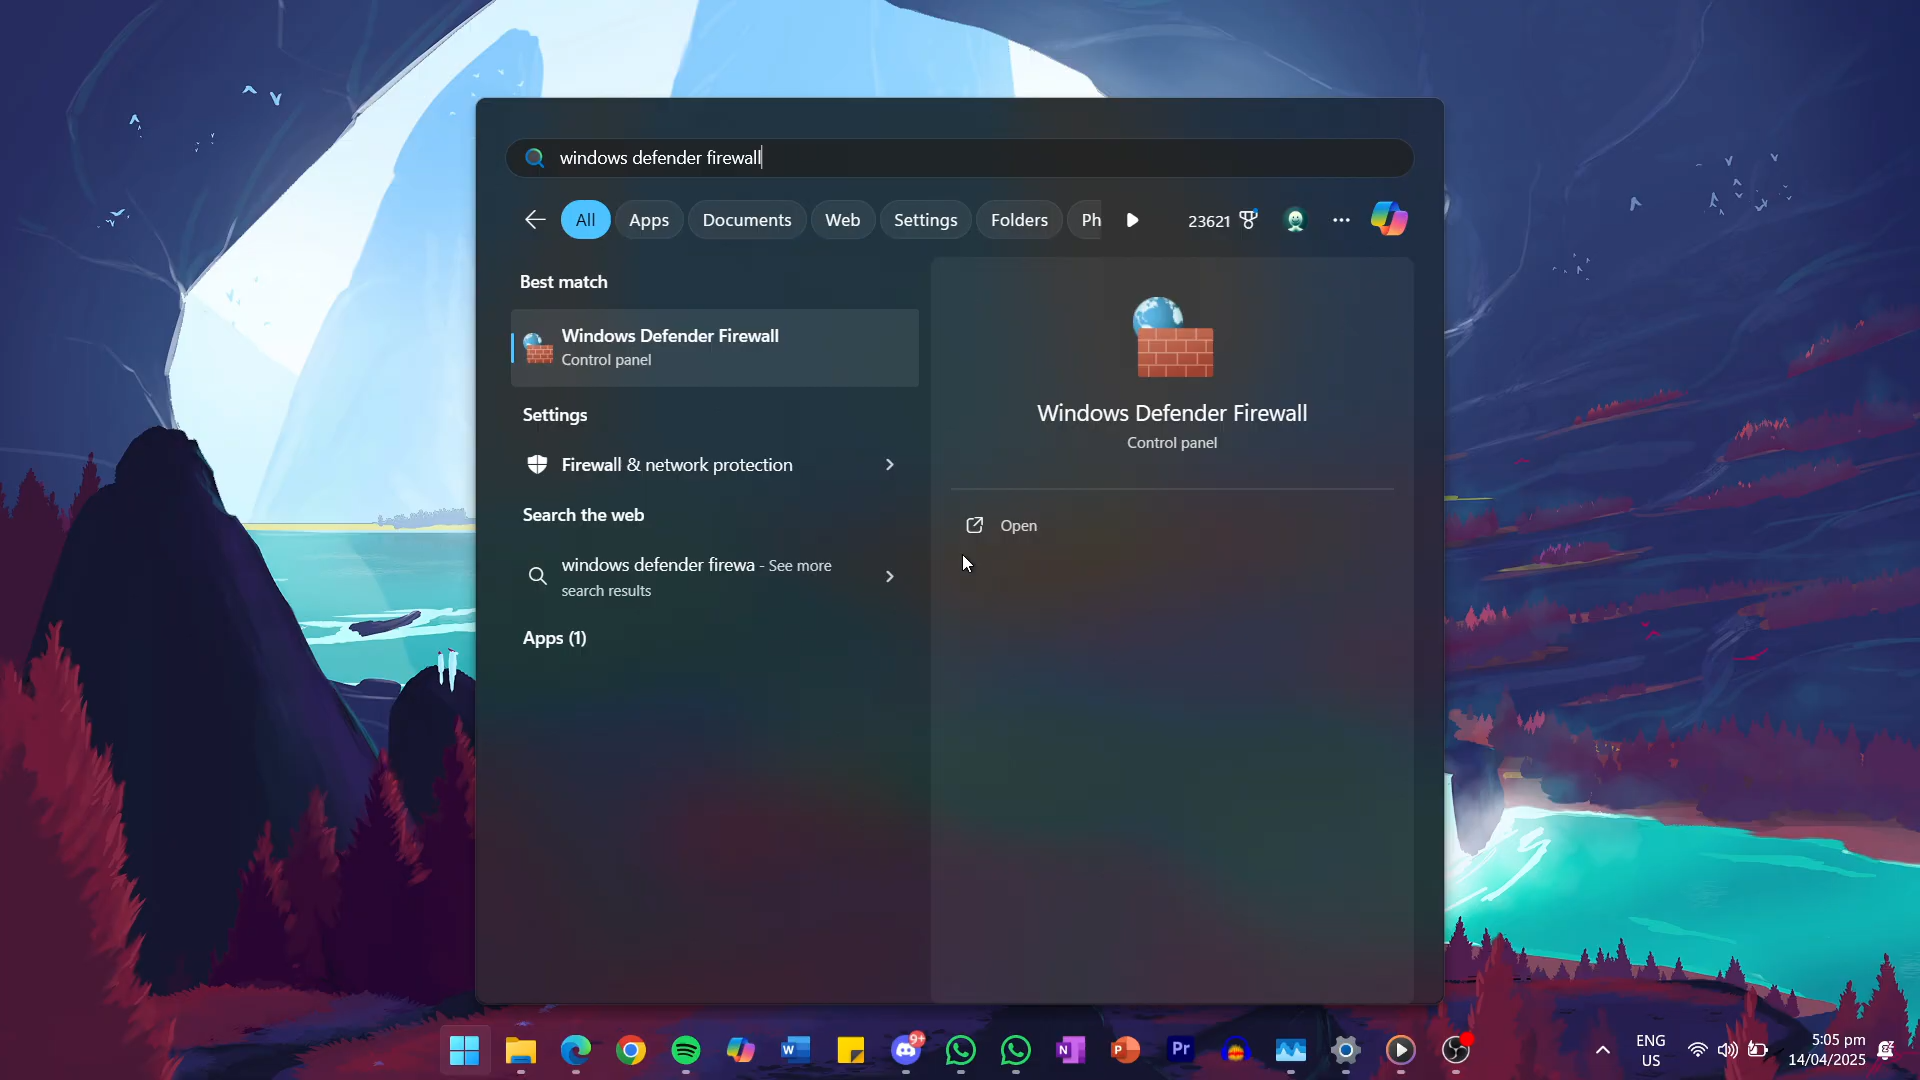 windows defender firewall
All
Apps
Documents
Web
Settings
Folders
Ph
23621
Best match
Windows Defender Firewall
Control panel
Settings
Firewall & network protection
Search the web
windows defender firewa - See more
search results
Apps (1)
Windows Defender Firewall
Control panel
Open
W
9+
N
P
Pr
ENG
US
5:05 pm
14/04/2025